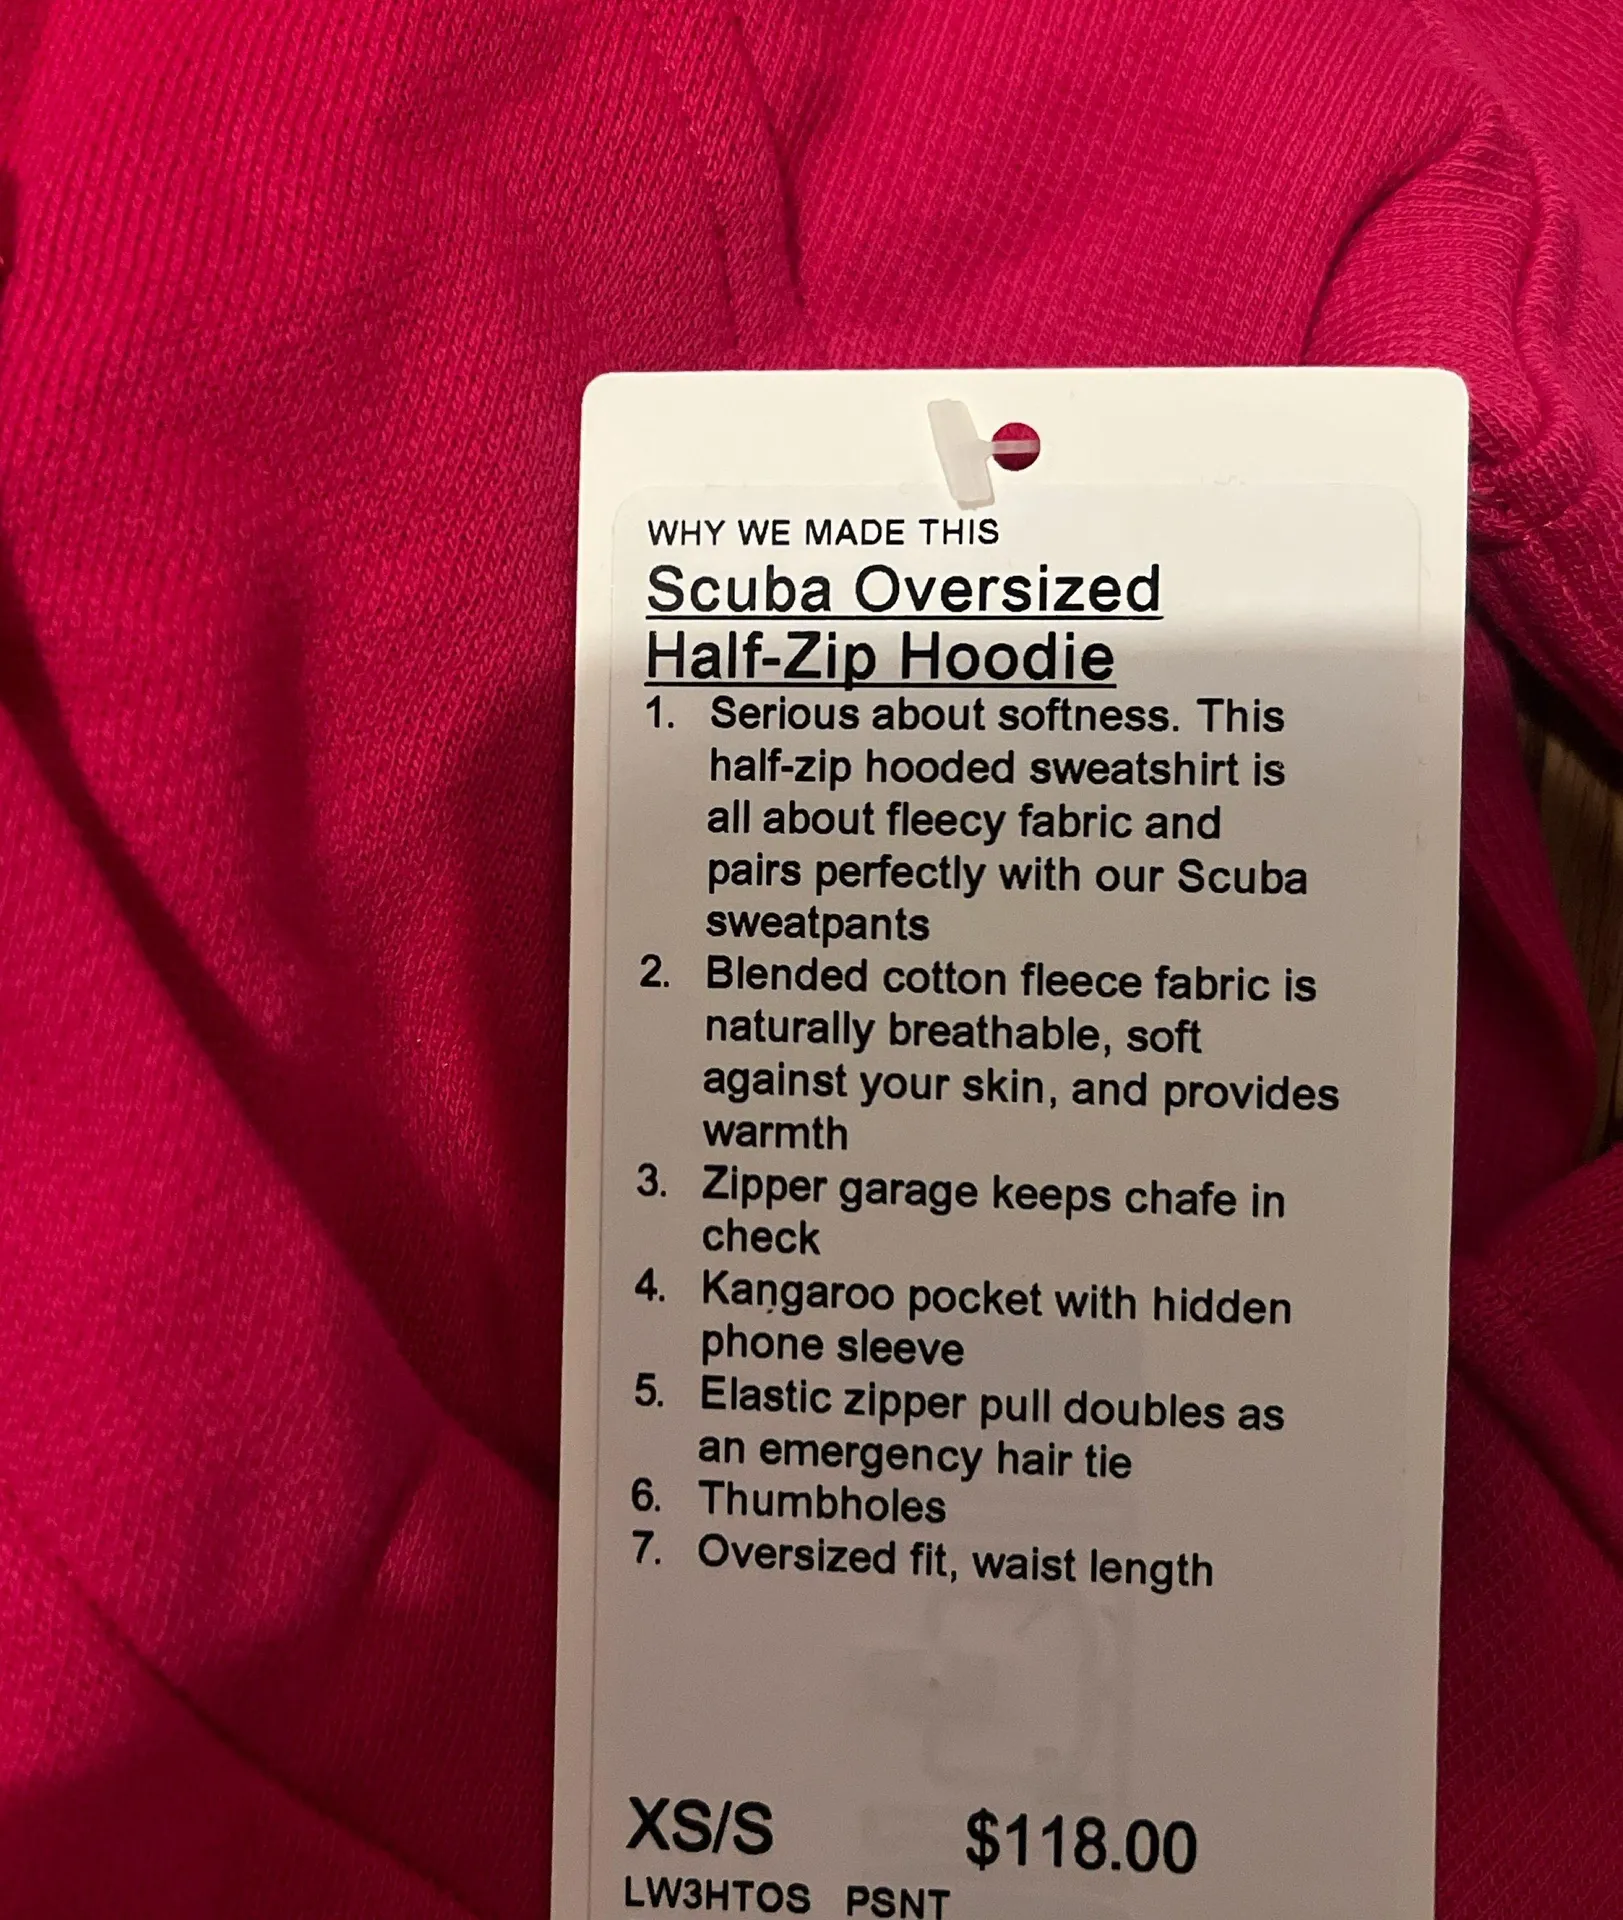 WHY WE MADE THIS
Scuba Oversized
Half-Zip Hoodie
1. Serious about softness. This
half-zip hooded sweatshirt is
all about fleecy fabric and
pairs perfectly with our Scuba
sweatpants
2. Blended cotton fleece fabric is
naturally breathable, soft
against your skin, and provides
warmth
3. Zipper garage keeps chafe in
check
4. Kangaroo pocket with hidden
phone sleeve
5. Elastic zipper pull doubles as
an emergency hair tie
6. Thumbholes
7. Oversized fit, waist length
XS/S $118.00
LW3HTOS PSNT